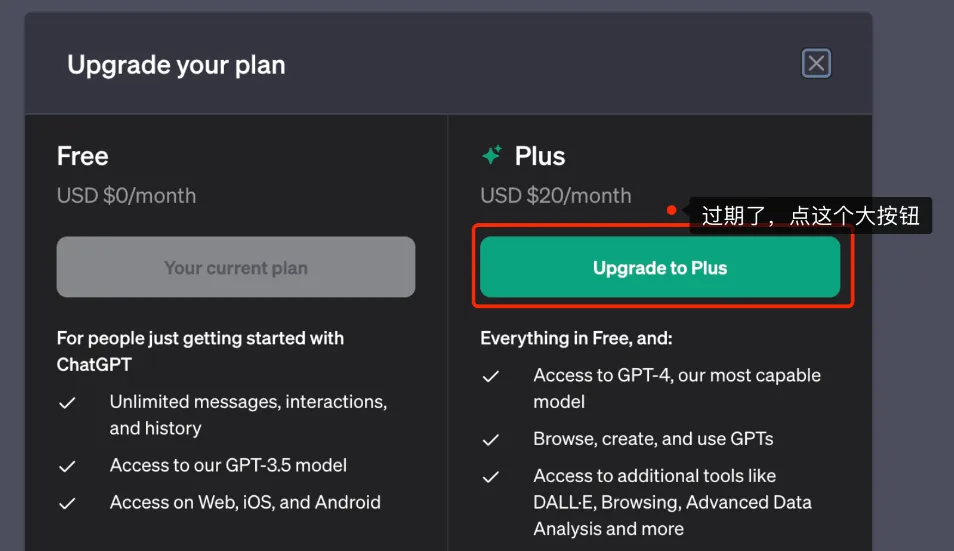 Upgrade your plan
Free
USD $0/month
Your current plan
For people just getting started with
ChatGPT
Unlimited messages, interactions,
and history
Access to our GPT-3.5 model
Access on Web, iOS, and Android
Plus
USD $20/month
过期了，点这个大按钮
Upgrade to Plus
Everything in Free, and:
Access to GPT-4, our most capable
model
Browse, create, and use GPTs
Access to additional tools like
DALL·E, Browsing, Advanced Data
Analysis and more